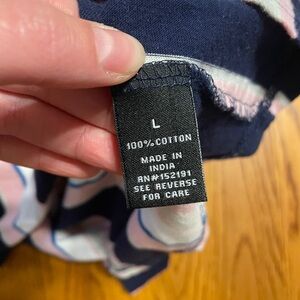 L
100% COTTON
MADE IN
INDIA
RN#152191
SEE REVERSE
FOR CARE